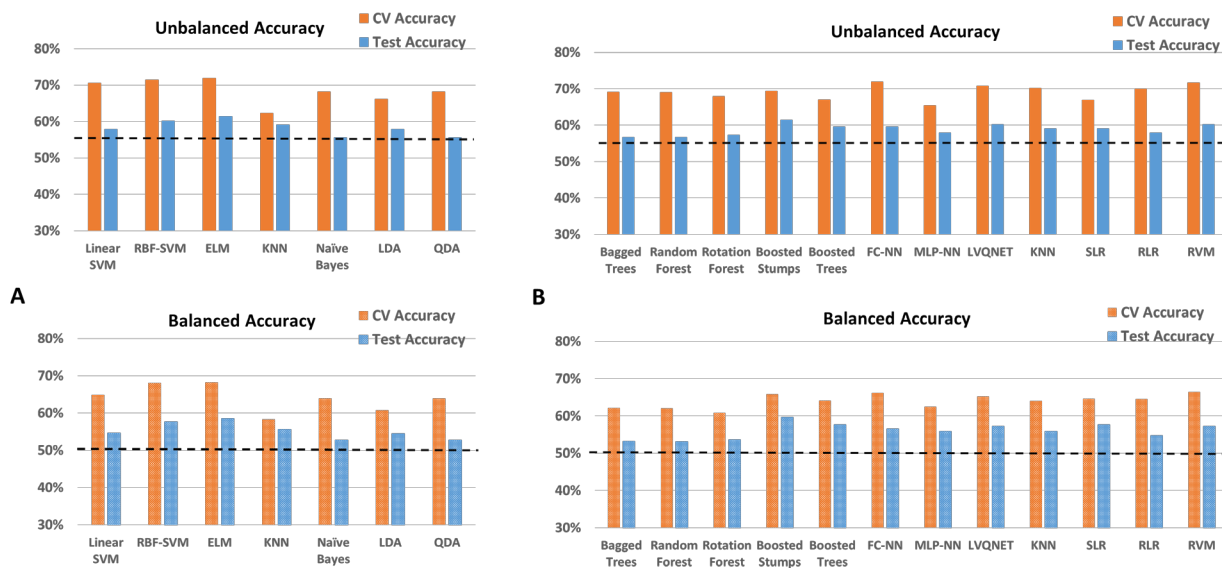 Unbalanced Accuracy
CV Accuracy
Test Accuracy
80%
70%
60%
50%
40%
30%
Linear SVM
RBF-SVM
ELM
KNN
Naïve Bayes
LDA
QDA
A
Balanced Accuracy
CV Accuracy
Test Accuracy
80%
70%
60%
50%
40%
30%
Linear SVM
RBF-SVM
ELM
KNN
Naïve Bayes
LDA
QDA
Unbalanced Accuracy
CV Accuracy
Test Accuracy
80%
70%
60%
50%
40%
30%
Bagged Trees
Random Forest
Rotation Forest
Boosted Stumps
Boosted Trees
FC-NN
MLP-NN
LVQNET
KNN
SLR
RLR
RVM
B
Balanced Accuracy
CV Accuracy
Test Accuracy
80%
70%
60%
50%
40%
30%
Bagged Trees
Random Forest
Rotation Forest
Boosted Stumps
Boosted Trees
FC-NN
MLP-NN
LVQNET
KNN
SLR
RLR
RVM